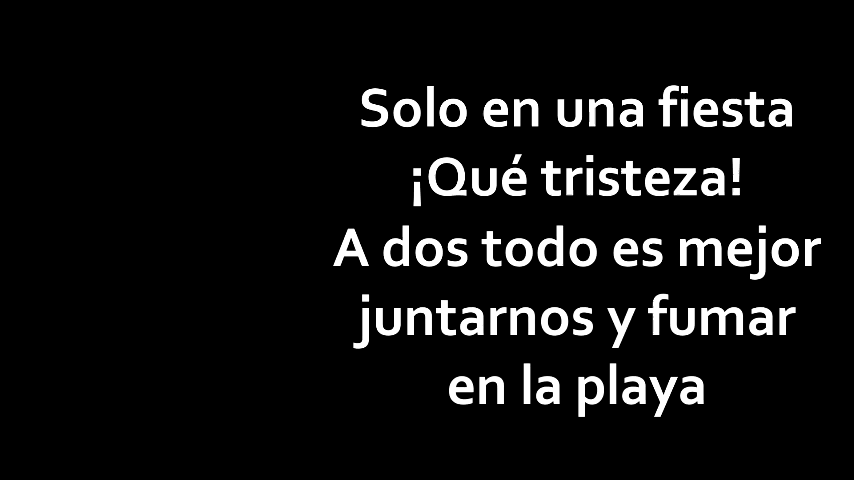 Solo en una fiesta
¡Qué tristeza!
A dos todo es mejor
juntarnos y fumar
en la playa